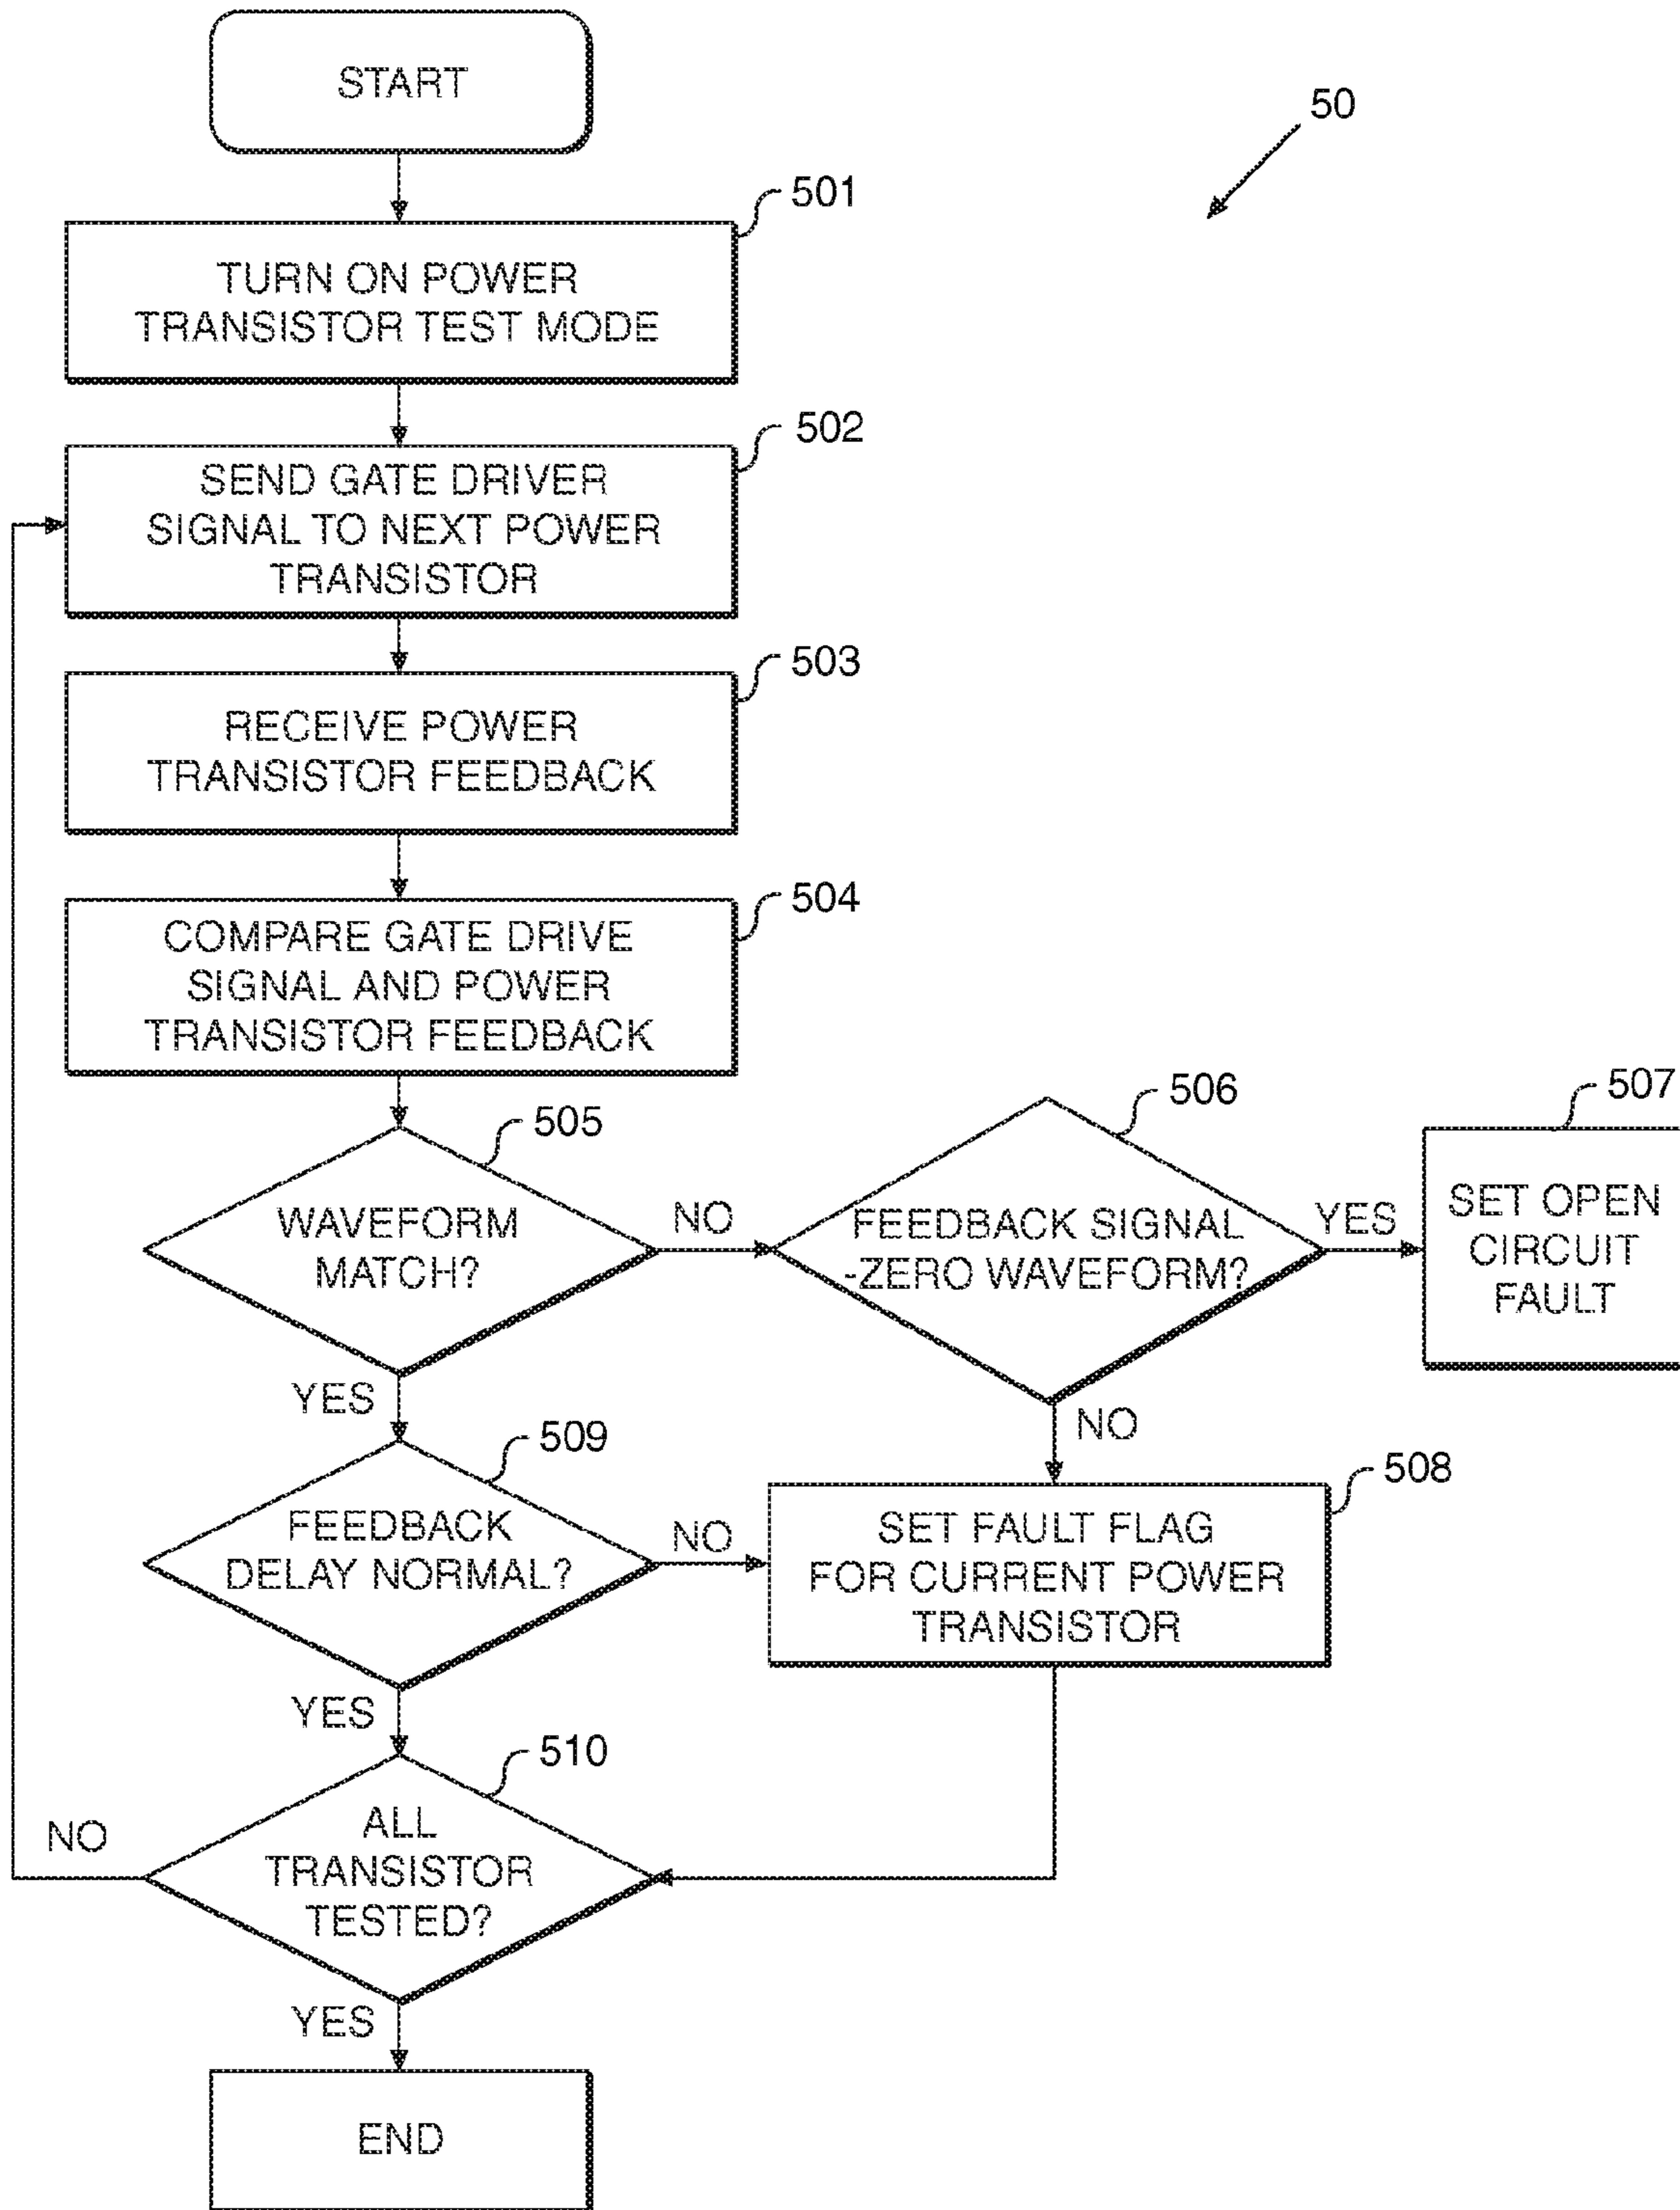 START
50
501
TURN ON POWER
TRANSISTOR TEST MODE
502
SEND GATE DRIVER
SIGNAL TO NEXT POWER
TRANSISTOR
503
RECEIVE POWER
TRANSISTOR FEEDBACK
504
COMPARE GATE DRIVE
SIGNAL AND POWER
TRANSISTOR FEEDBACK
505
WAVEFORM
MATCH?
NO
506
FEEDBACK SIGNAL
-ZERO WAVEFORM?
YES
507
SET OPEN
CIRCUIT
FAULT
YES
NO
509
FEEDBACK
DELAY NORMAL?
NO
508
SET FAULT FLAG
FOR CURRENT POWER
TRANSISTOR
YES
510
ALL
TRANSISTOR
TESTED?
NO
YES
END